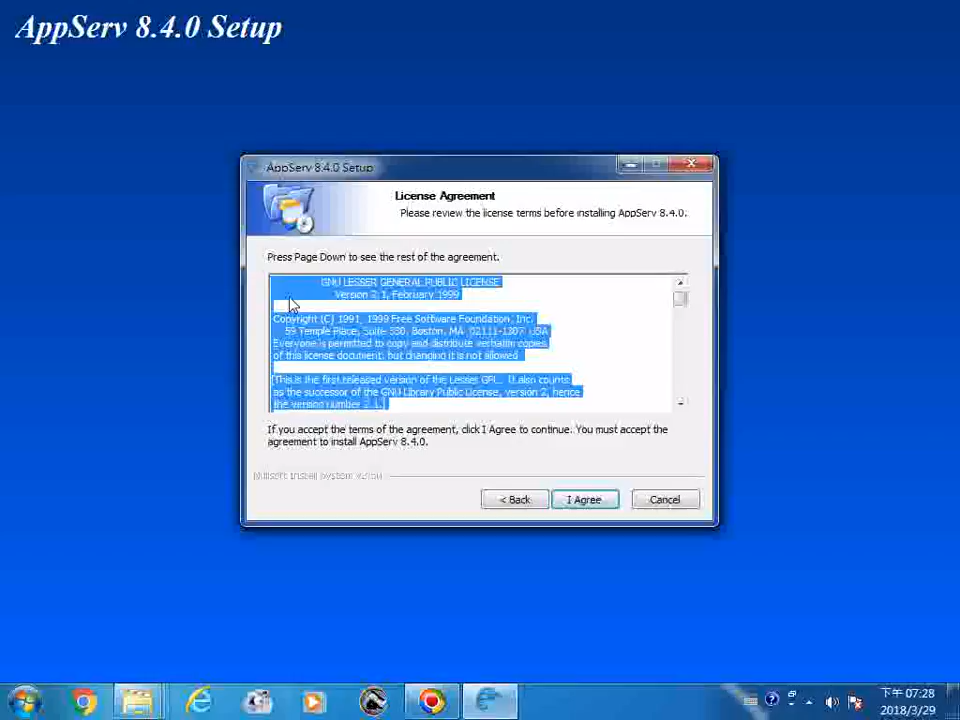 AppServ 8.4.0 Setup
AppServ 8.4.0 Setup
License Agreement
Please review the license terms before installing AppServ 8.4.0.
Press Page Down to see the rest of the agreement.
GNU LESSER GENERAL PUBLIC LICENSE
Version 2.1, February 1999
Copyright (C) 1991, 1999 Free Software Foundation, Inc.
59 Temple Place, Suite 330, Boston, MA 02111-1307 USA
Everyone is permitted to copy and distribute verbatim copies
of this license document, but changing it is not allowed
[This is the first released version of the Lesser GPL. It also counts
as the successor of the GNU Library Public License, version 2, hence
the version number 2.1.]
If you accept the terms of the agreement, click I Agree to continue. You must accept the
agreement to install AppServ 8.4.0.
Nullsoft Install System
< Back
I Agree
Cancel
下午 07:28
2018/3/29